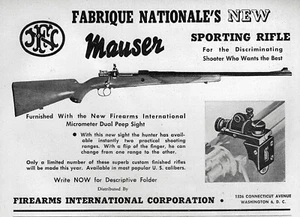 FABRIQUE NATIONALE'S NEW
FN
Mauser
SPORTING RIFLE
For the Discriminating
Shooter Who Wants the Best
Furnished With the New Firearms International
Micrometer Dual Peep Sight
• With this new sight the hunter has avail-
able instantly two practical shooting
ranges. With a flip of the finger, he can
change from one range to the other.
Only a limited number of these superb custom finished rifles
will be made this year. Available in most popular U. S. calibers.
Write NOW for Descriptive Folder
Distributed By
FIREARMS INTERNATIONAL CORPORATION •
1526 CONNECTICUT AVENUE
WASHINGTON 6, D. C.